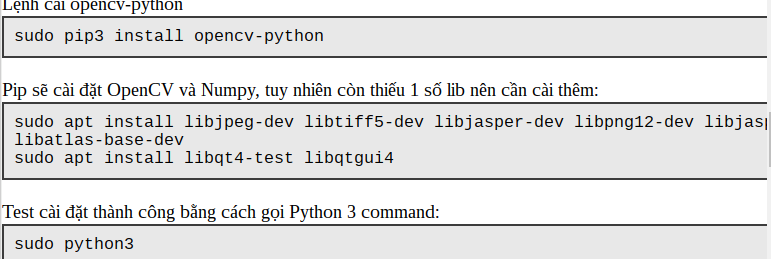 Lệnh cài opencv-python
sudo pip3 install opencv-python
Pip sẽ cài đặt OpenCV và Numpy, tuy nhiên còn thiếu 1 số lib nên cần cài thêm:
sudo apt install libjpeg-dev libtiff5-dev libjasper-dev libpng12-dev
libatlas-base-dev
sudo apt install libqt4-test libqtgui4
Test cài đặt thành công bằng cách gọi Python 3 command:
sudo python3